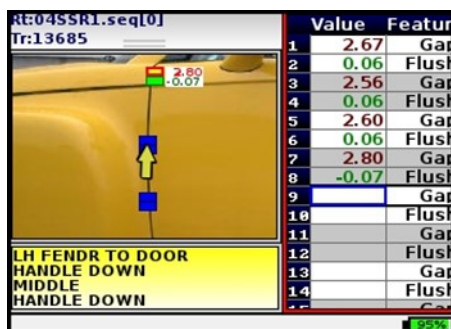 Rt:04SSR1.seq[0]
Tr:13685
2.80
-0.07
LH FENDR TO DOOR
HANDLE DOWN
MIDDLE
HANDLE DOWN
Value Featur
1 2.67 Gap
2 0.06 Flush
3 2.56 Gap
4 0.06 Flush
5 2.60 Gap
6 0.06 Flush
7 2.80 Gap
8 -0.07 Flush
9 Gap
10 Flush
11 Gap
12 Flush
13 Gap
14 Flush
15 Gap
95%